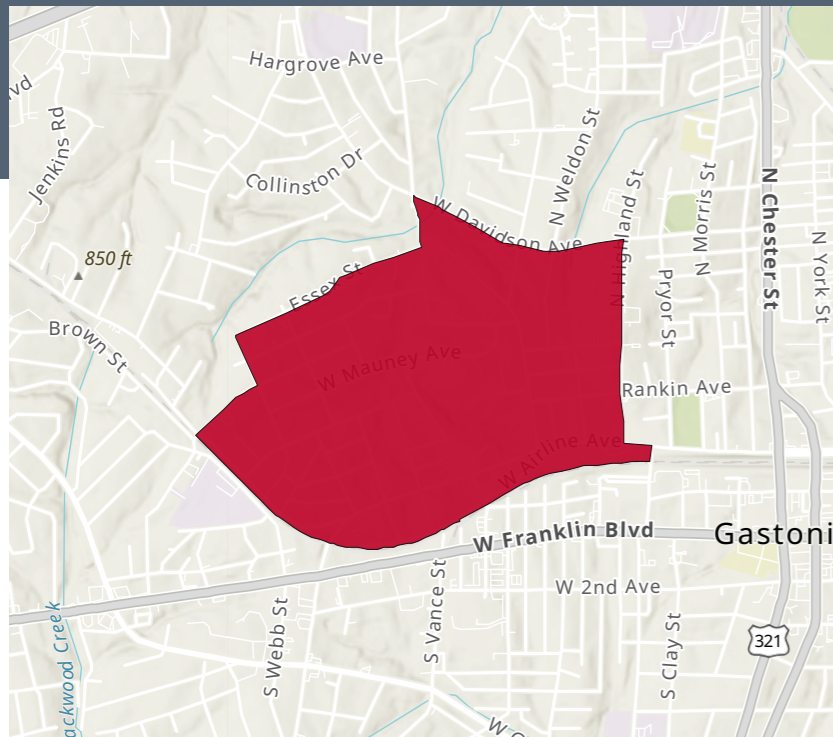 Hargrove Ave
lvd
Jenkins Rd
Collinston Dr
N Weldon St
W Davidson Ave
N Highland St
N Morris St
N Chester St
N York St
850 ft
Essex St
Pryor St
Brown St
W Mauney Ave
Rankin Ave
W Airline Ave
W Franklin Blvd
Gastoni
W 2nd Ave
S Vance St
S Webb St
S Clay St
321
ackwood Creek
W